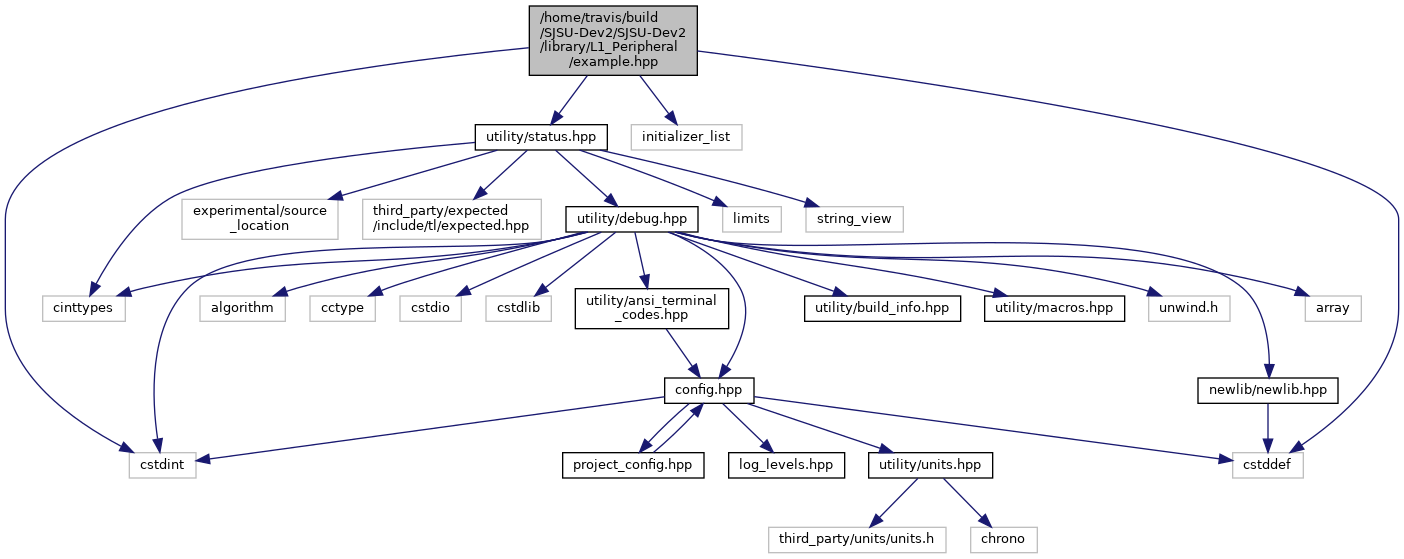 /home/travis/build
/SJSU-Dev2/SJSU-Dev2
/library/L1_Peripheral
/example.hpp
utility/status.hpp
initializer_list
experimental/source
_location
third_party/expected
/include/tl/expected.hpp
utility/debug.hpp
limits
string_view
cinttypes
algorithm
cctype
cstdio
cstdlib
utility/ansi_terminal
_codes.hpp
utility/build_info.hpp
utility/macros.hpp
unwind.h
array
config.hpp
newlib/newlib.hpp
cstdint
project_config.hpp
log_levels.hpp
utility/units.hpp
cstddef
third_party/units/units.h
chrono